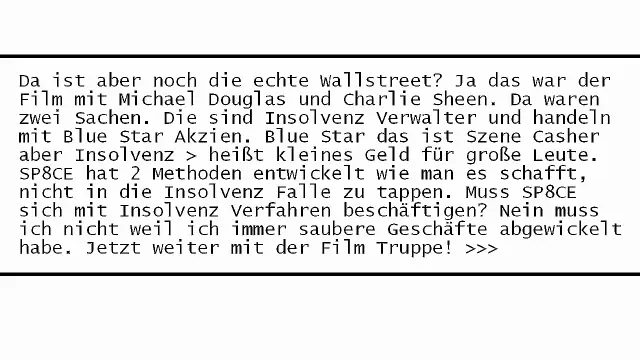 Da ist aber noch die echte Wallstreet? Ja das war der
Film mit Michael Douglas und Charlie Sheen. Da waren
zwei Sachen. Die sind Insolvenz Verwalter und handeln
mit Blue Star Akzien. Blue Star das ist Szene Casher
aber Insolvenz > heißt kleines Geld für große Leute.
SP8CE hat 2 Methoden entwickelt wie man es schafft,
nicht in die Insolvenz Falle zu tappen. Muss SP8CE
sich mit Insolvenz Verfahren beschäftigen? Nein muss
ich nicht weil ich immer saubere Geschäfte abgewickelt
habe. Jetzt weiter mit der Film Truppe! >>>